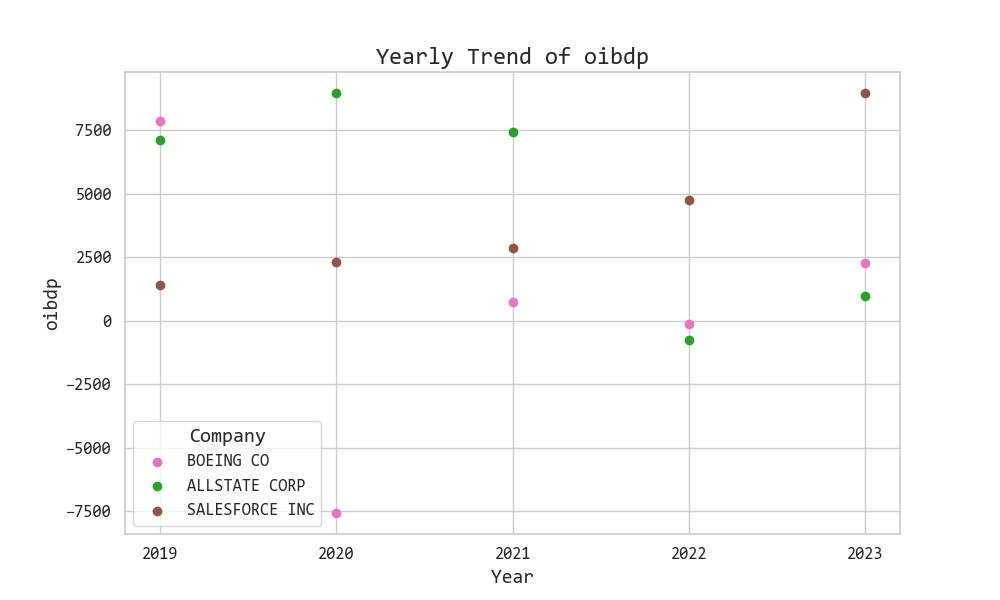 Yearly Trend of oibdp
7500
5000
2500
0
−2500
−5000
−7500
oibdp
Company
BOEING CO
ALLSTATE CORP
SALESFORCE INC
2019 2020 2021 2022 2023
Year